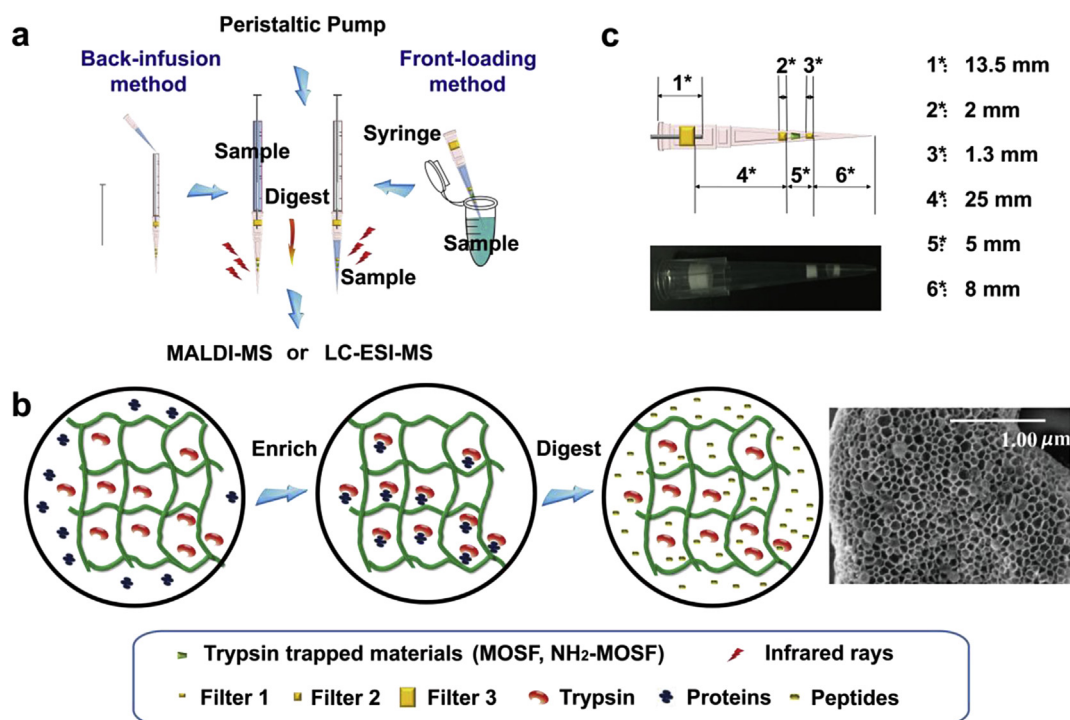 a
Peristaltic Pump
Back-infusion
method
Front-loading
method
Syringe
Sample
Digest
Sample
Sample
MALDI-MS or LC-ESI-MS
c
1*
2* 3*
4* 5* 6*
1*: 13.5 mm
2*: 2 mm
3*: 1.3 mm
4*: 25 mm
5*: 5 mm
6*: 8 mm
b
Enrich
Digest
1.00 μm
Trypsin trapped materials (MOSF, NH₂-MOSF)
Infrared rays
Filter 1
Filter 2
Filter 3
Trypsin
Proteins
Peptides